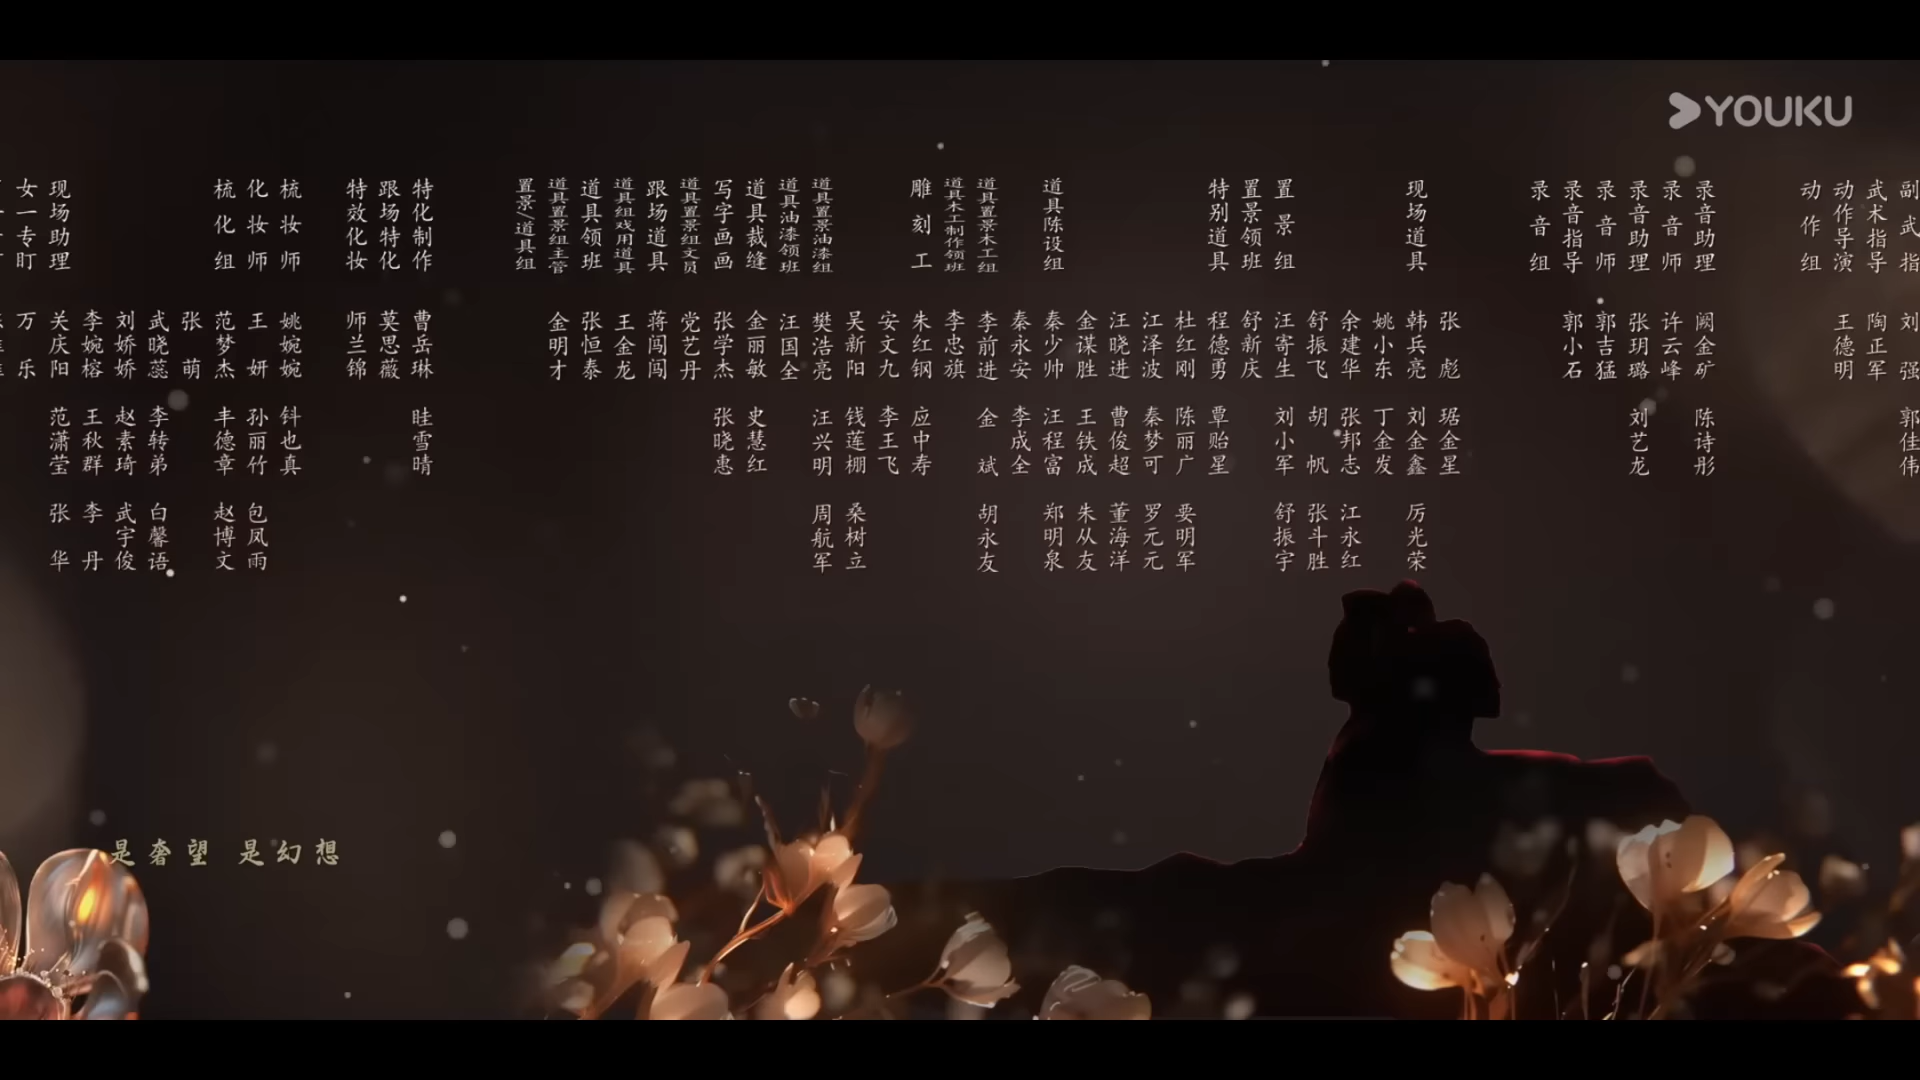 YOUKU
女一专盯 万乐
现场助理 关庆阳 范潇莹 张华
李婉榕 王秋群 李丹
刘娇娇 赵素琦 武宇俊
武晓蕊 李转弟 白馨语
张萌
梳化组 范梦杰 丰德章 赵博文
化妆师 王妍 孙丽竹 包凤雨
梳妆师 姚婉婉 钭也真
特效化妆 师兰锦
跟场特化 莫思薇
特化制作 曹岳琳 眭雪晴
置景/道具组
道具置景组主管 金明才
道具领班 张恒泰
道具组戏用道具 王金龙
跟场道具 蒋闯闯
道具置景组文员 党艺丹
写字画画 张学杰 张晓惠
道具裁缝 金丽敏 史慧红
道具油漆领班 汪国全
道具置景油漆组 樊浩亮 汪兴明 周航军
吴新阳 钱莲棚 桑树立
安文九 李王飞
雕刻工 朱红钢 应中寿
道具木工制作领班 李忠旗
道具置景木工组 李前进 金斌 胡永友
秦永安 李成全
道具陈设组 秦少帅 汪程富 郑明泉
金谋胜 王铁成 朱从友
汪晓进 曹俊超 董海洋
江泽波 秦梦可 罗元元
杜红刚 陈丽广 要明军
特别道具 程德勇 覃贻星
置景领班 舒新庆
置景组 汪寄生 刘小军 舒振宇
舒振飞 胡帆 张斗胜
余建华 张邦志 江永红
姚小东 丁金发
现场道具 韩兵亮 刘金鑫 厉光荣
张彪 琚金星
录音组
录音指导 郭小石
录音师 郭吉猛
录音助理 张玥璐 刘艺龙
录音师 许云峰
录音助理 阙金矿 陈诗彤
动作组
动作导演 王德明
武术指导 陶正军
副武指 刘强 郭佳伟
是奢望 是幻想